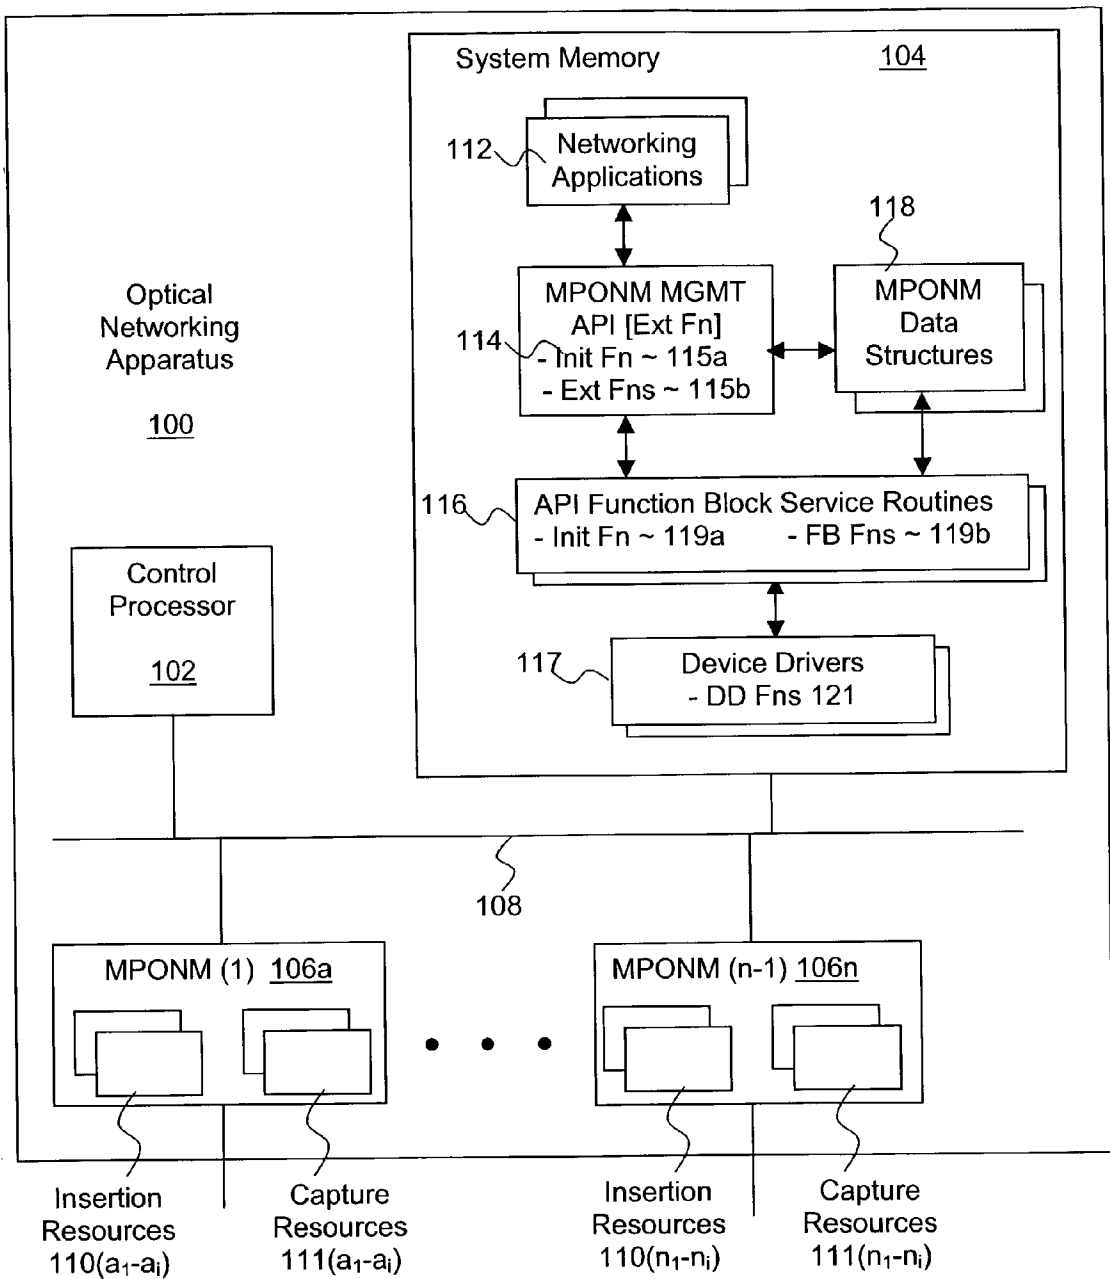 System Memory 104
112
Networking
Applications
118
Optical
Networking
Apparatus
100
MPONM MGMT
API [Ext Fn]
114
- Init Fn ~ 115a
- Ext Fns ~ 115b
MPONM
Data
Structures
116
API Function Block Service Routines
- Init Fn ~ 119a - FB Fns ~ 119b
Control
Processor
102
117
Device Drivers
- DD Fns 121
108
MPONM (1) 106a
MPONM (n-1) 106n
Insertion
Resources
110(a₁-aᵢ)
Capture
Resources
111(a₁-aᵢ)
Insertion
Resources
110(n₁-nᵢ)
Capture
Resources
111(n₁-nᵢ)